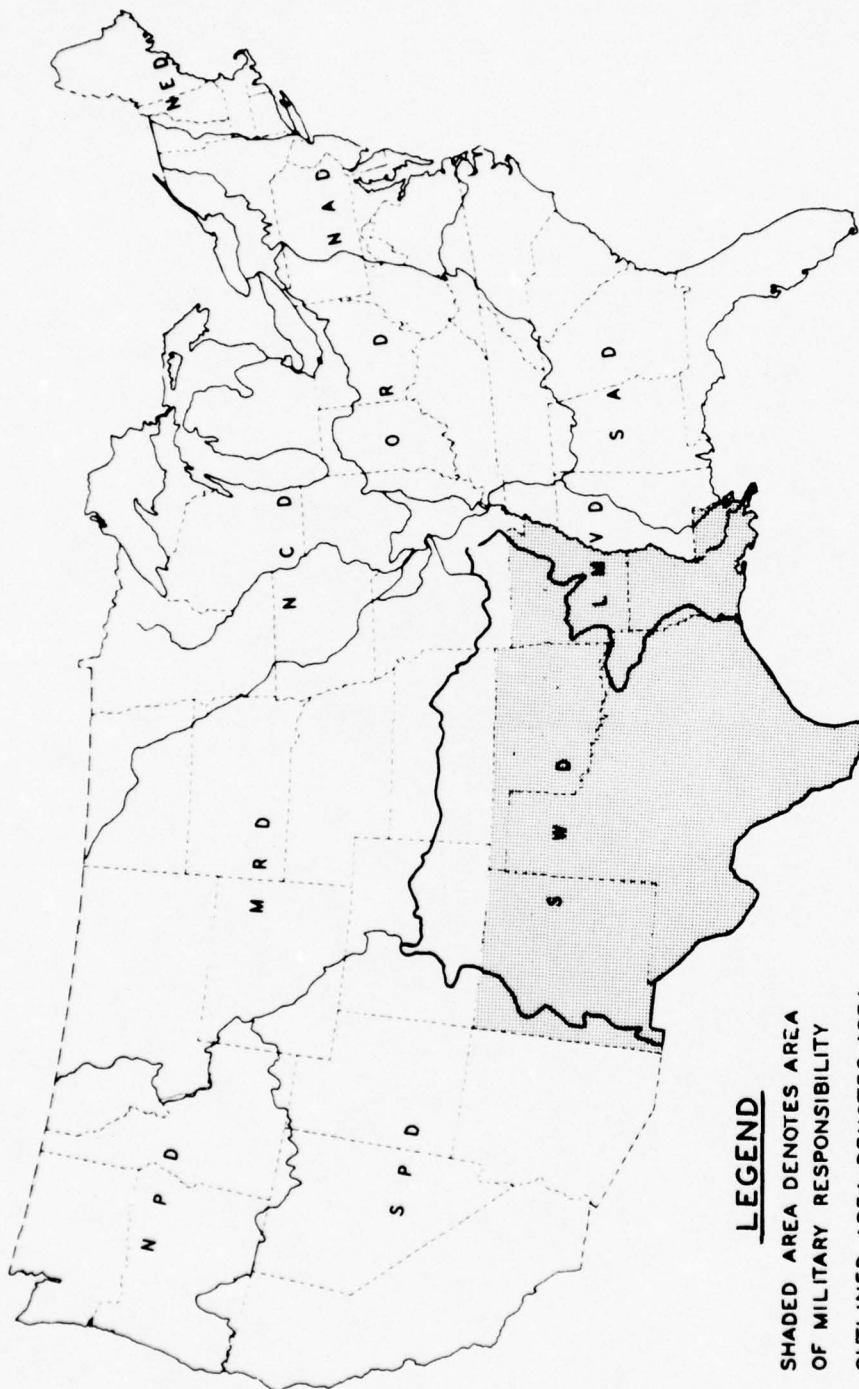 NED
NAD
ORD
SAD
NCD
LMVD
MRD
SWD
NPD
SPD
LEGEND
SHADED AREA DENOTES AREA
OF MILITARY RESPONSIBILITY